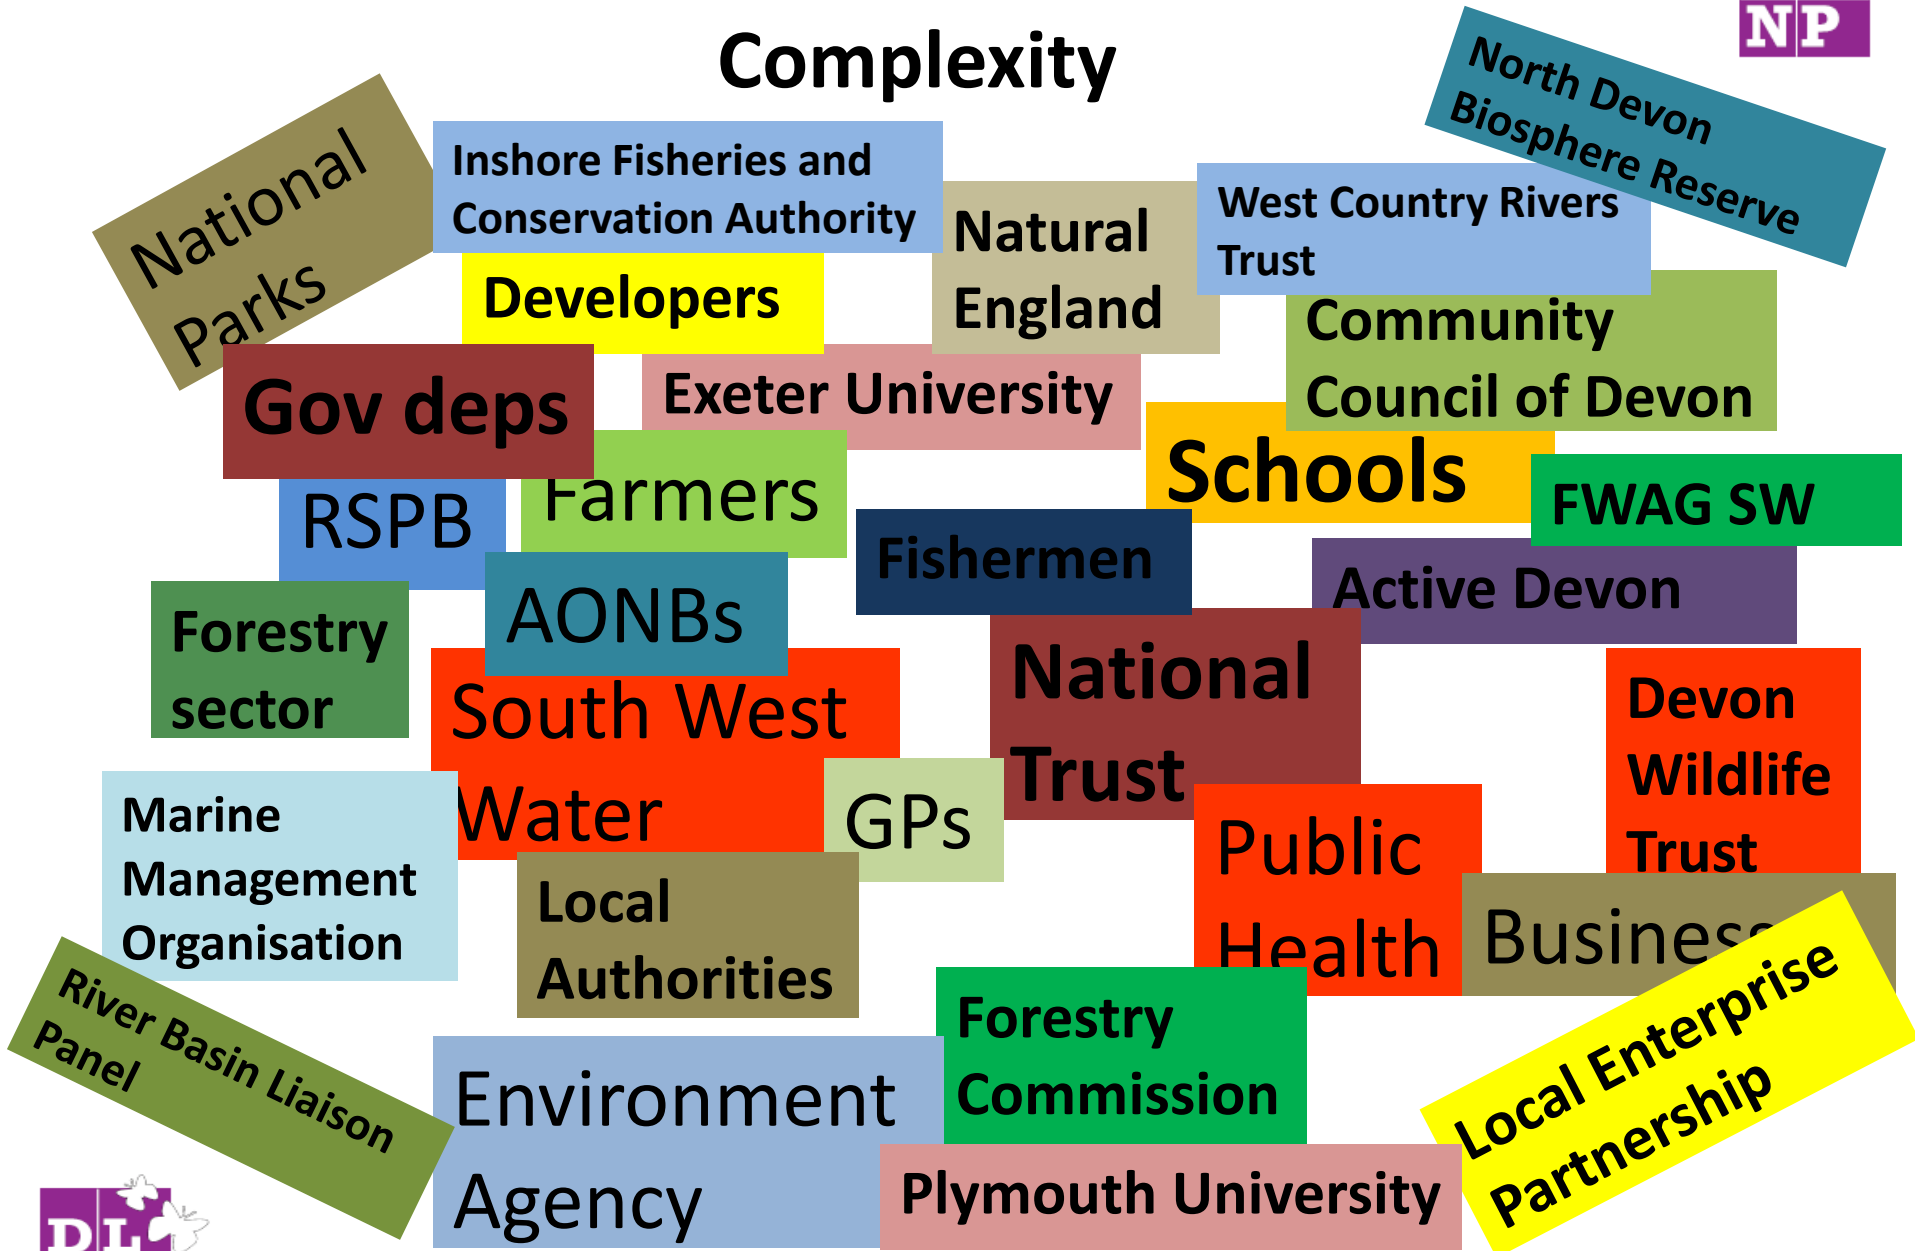 Complexity
NP
North Devon
Biosphere Reserve
National
Parks
Inshore Fisheries and
Conservation Authority
Natural
England
West Country Rivers
Trust
Developers
Community
Council of Devon
Gov deps
Exeter University
Schools
FWAG SW
RSPB
Farmers
Fishermen
Active Devon
AONBs
Forestry
sector
National
Trust
South West
Water
Devon
Wildlife
Trust
Marine
Management
Organisation
GPs
Public
Health
Local
Authorities
Business
River Basin Liaison
Panel
Forestry
Commission
Local Enterprise
Partnership
Environment
Agency
Plymouth University
DL